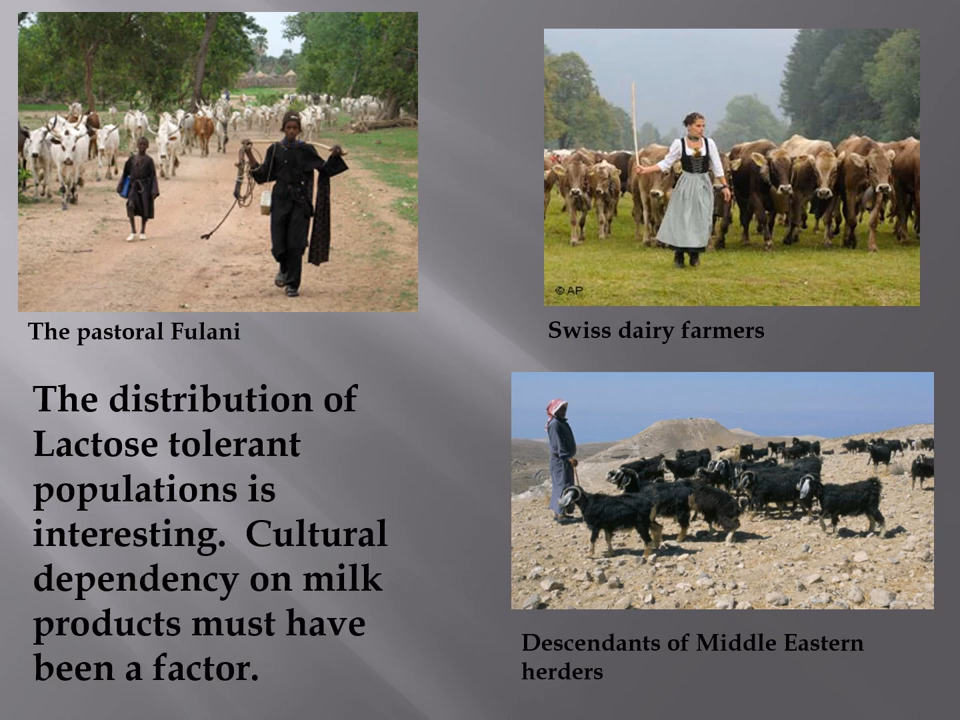 The pastoral Fulani
© AP
Swiss dairy farmers
The distribution of
Lactose tolerant
populations is
interesting.  Cultural
dependency on milk
products must have
been a factor.
Descendants of Middle Eastern
herders